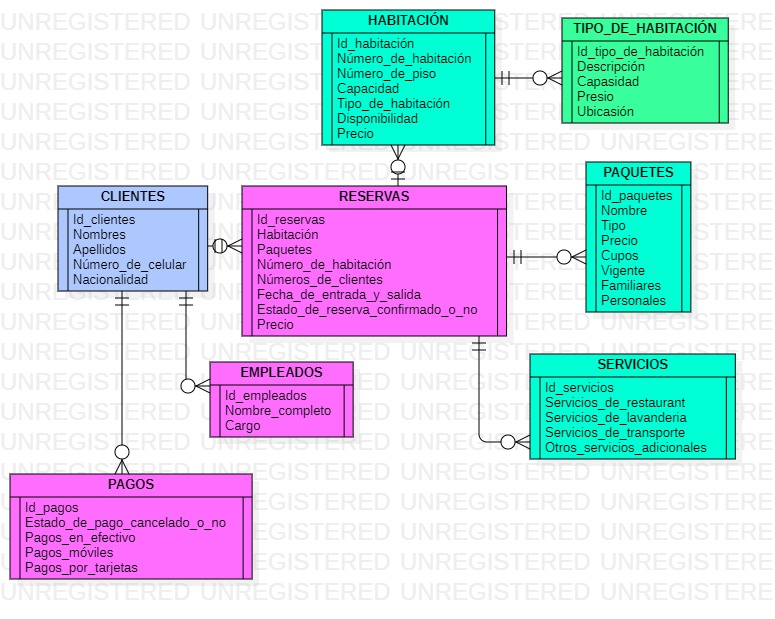 HABITACIÓN
Id_habitación
Número_de_habitación
Número_de_piso
Capacidad
Tipo_de_habitación
Disponibilidad
Precio
TIPO_DE_HABITACIÓN
Id_tipo_de_habitación
Descripción
Capasidad
Presio
Ubicasión
CLIENTES
Id_clientes
Nombres
Apellidos
Número_de_celular
Nacionalidad
RESERVAS
Id_reservas
Habitación
Paquetes
Número_de_habitación
Números_de_clientes
Fecha_de_entrada_y_salida
Estado_de_reserva_confirmado_o_no
Precio
PAQUETES
Id_paquetes
Nombre
Tipo
Precio
Cupos
Vigente
Familiares
Personales
EMPLEADOS
Id_empleados
Nombre_completo
Cargo
SERVICIOS
Id_servicios
Servicios_de_restaurant
Servicios_de_lavanderia
Servicios_de_transporte
Otros_servicios_adicionales
PAGOS
Id_pagos
Estado_de_pago_cancelado_o_no
Pagos_en_efectivo
Pagos_móviles
Pagos_por_tarjetas
UNREGISTERED